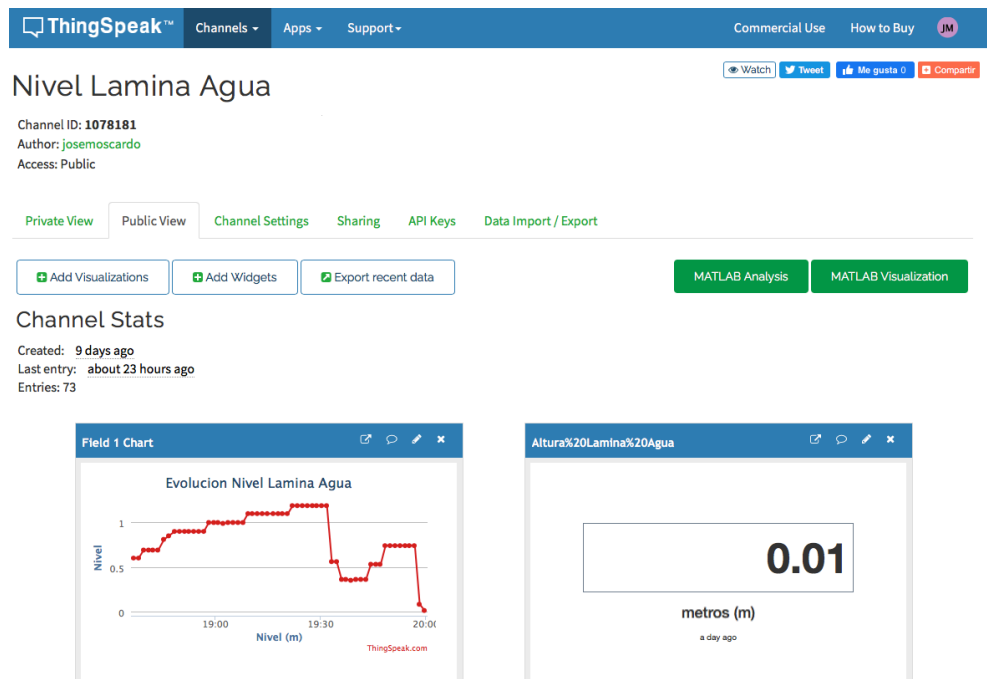 ThingSpeak™ Channels Apps Support Commercial Use How to Buy JM
Watch Tweet Me gusta 0 Compartir
Nivel Lamina Agua
Channel ID: 1078181
Author: josemoscardo
Access: Public
Private View Public View Channel Settings Sharing API Keys Data Import / Export
Add Visualizations Add Widgets Export recent data MATLAB Analysis MATLAB Visualization
Channel Stats
Created: 9 days ago
Last entry: about 23 hours ago
Entries: 73
Field 1 Chart
Evolucion Nivel Lamina Agua
Nivel
1
0.5
0
19:00 19:30 20:00
Nivel (m)
ThingSpeak.com
Altura%20Lamina%20Agua
0.01
metros (m)
a day ago